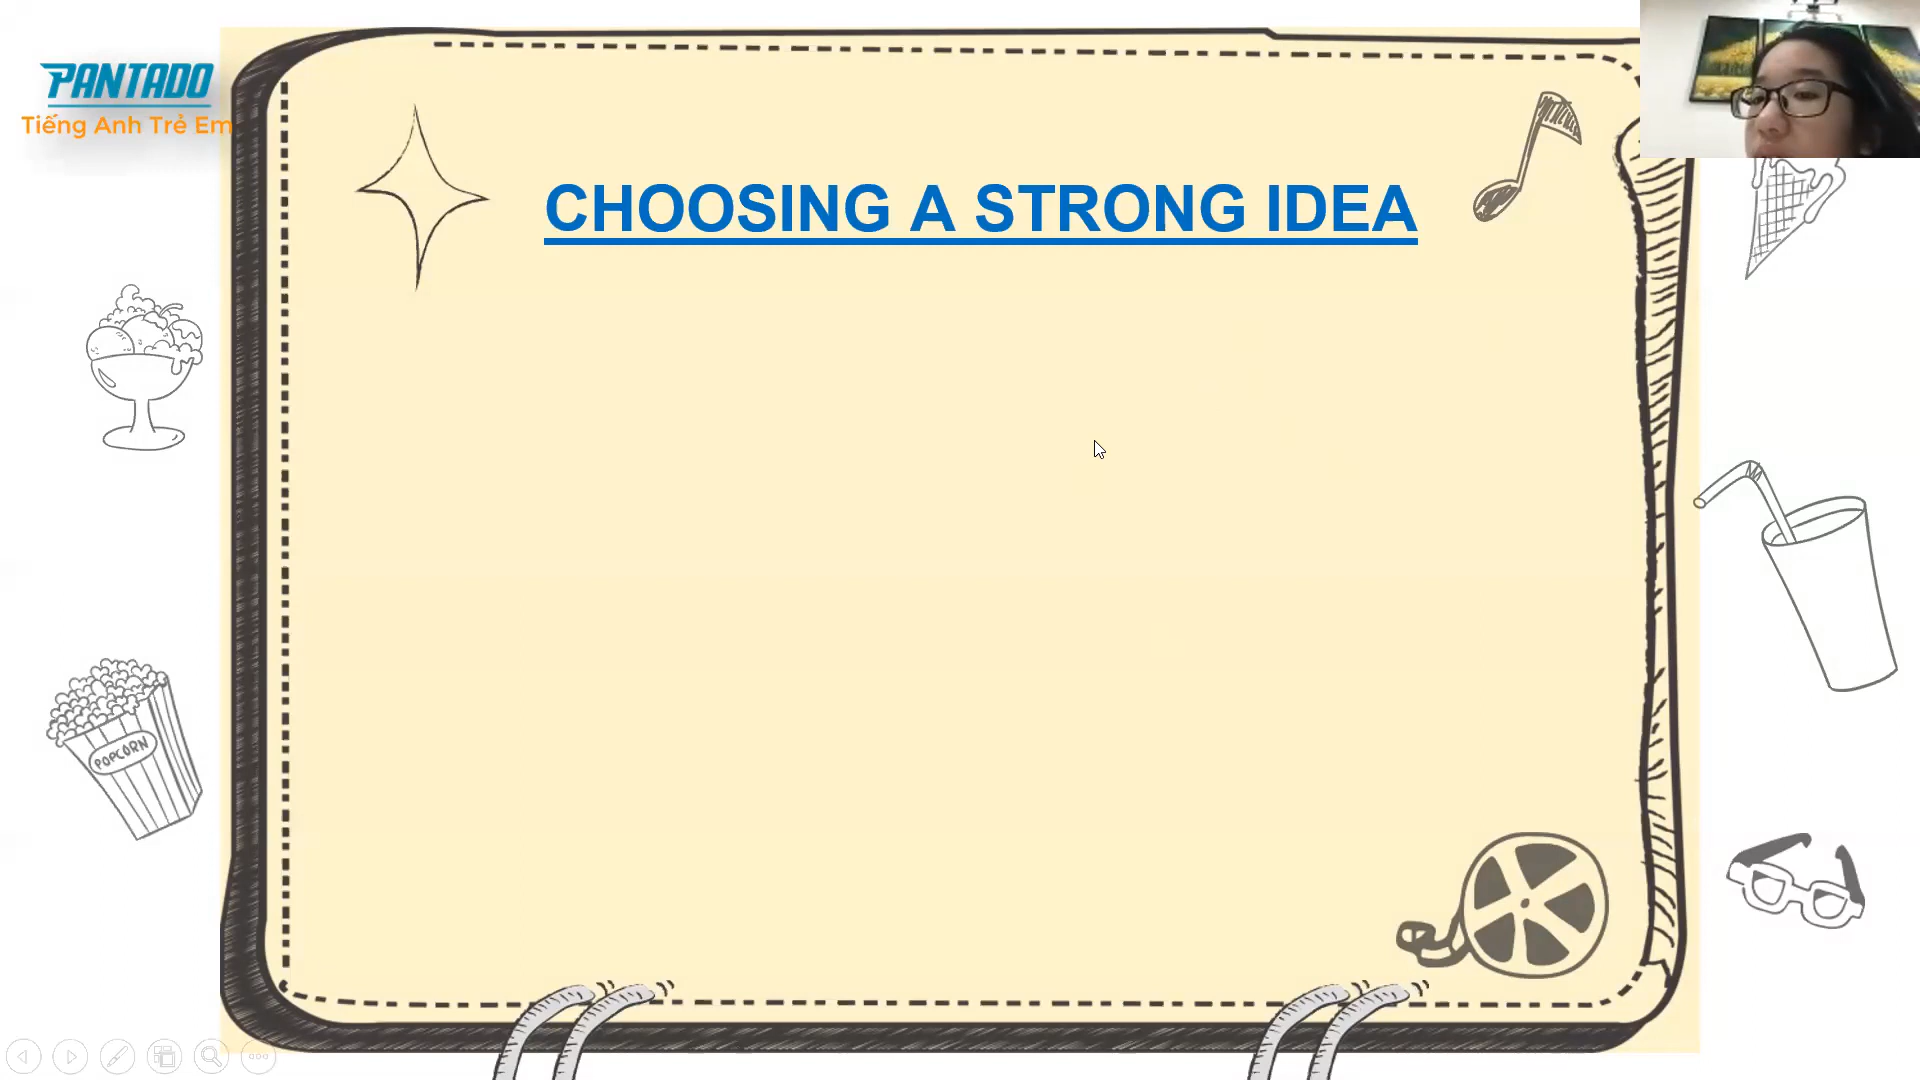 PANTADO
Tiếng Anh Trẻ Em
CHOOSING A STRONG IDEA
POPCORN